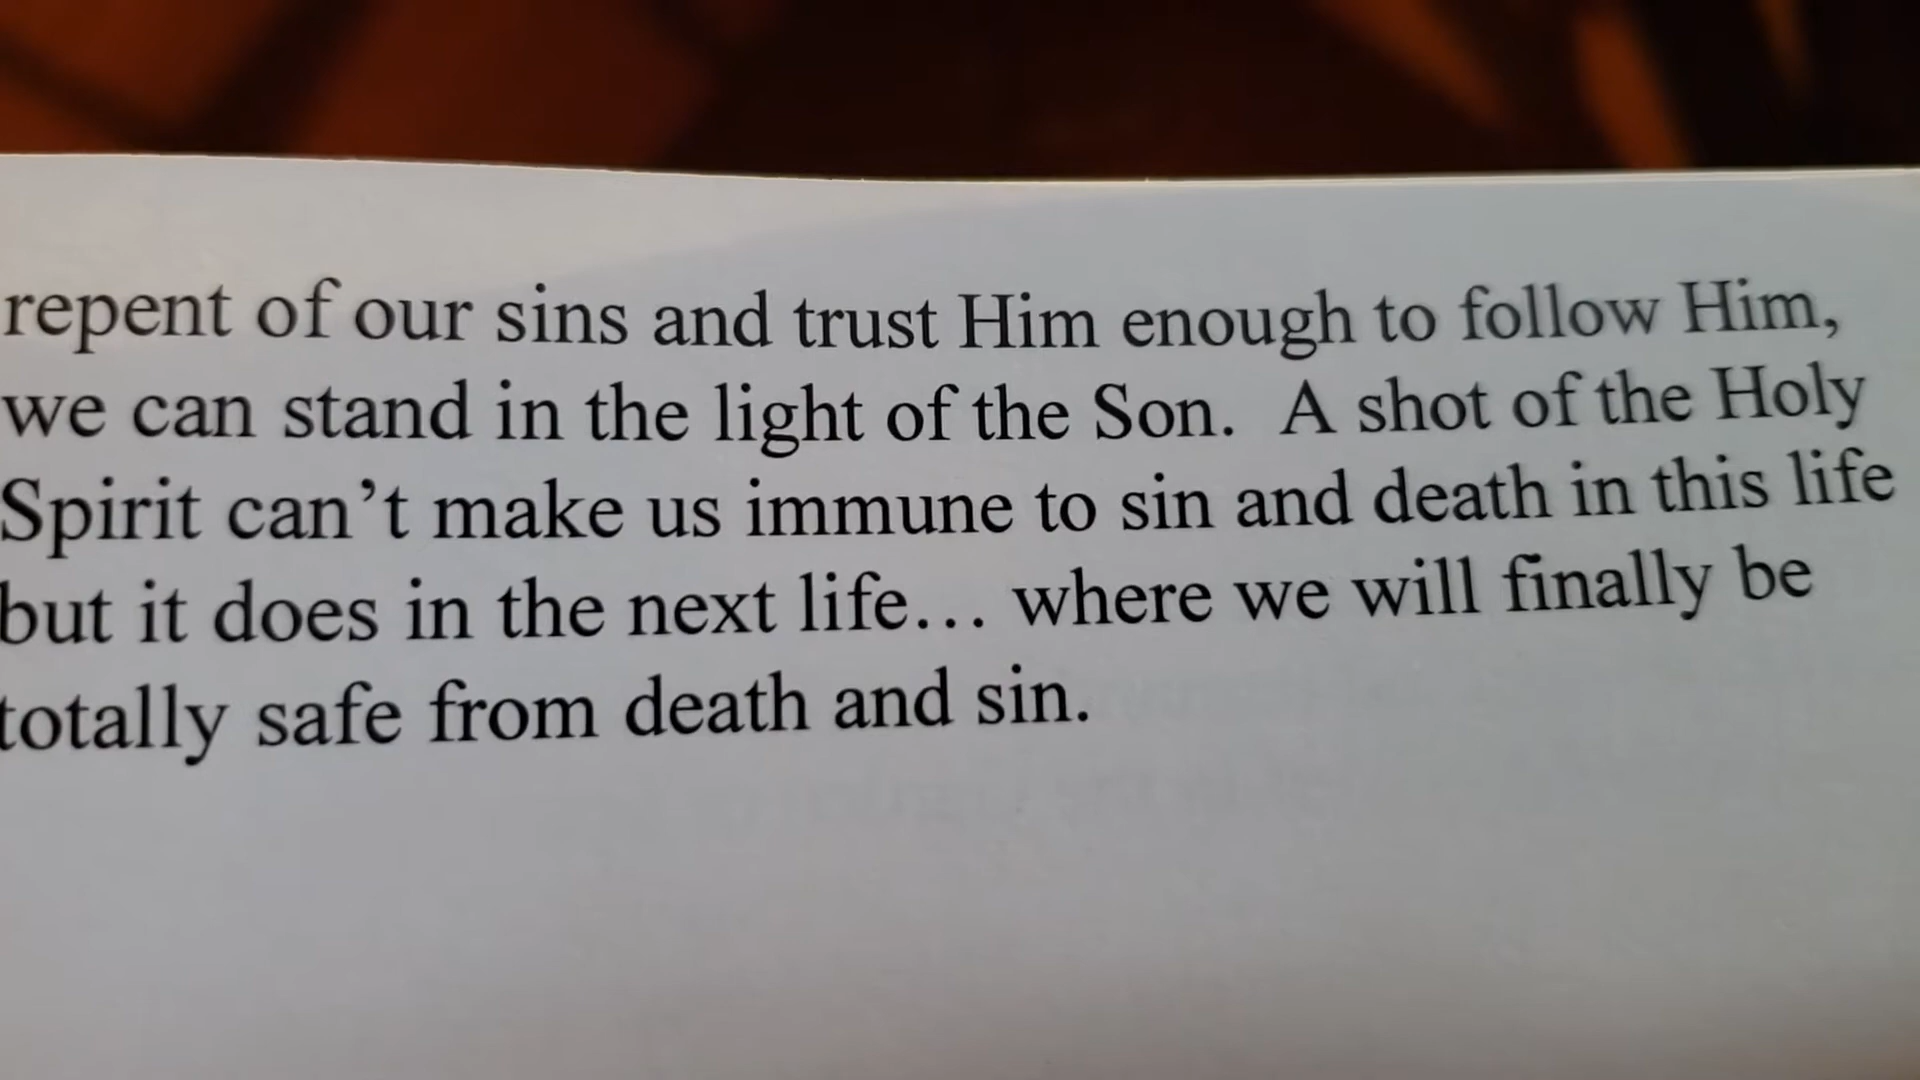 repent of our sins and trust Him enough to follow Him,
we can stand in the light of the Son.  A shot of the Holy
Spirit can’t make us immune to sin and death in this life
but it does in the next life… where we will finally be
totally safe from death and sin.